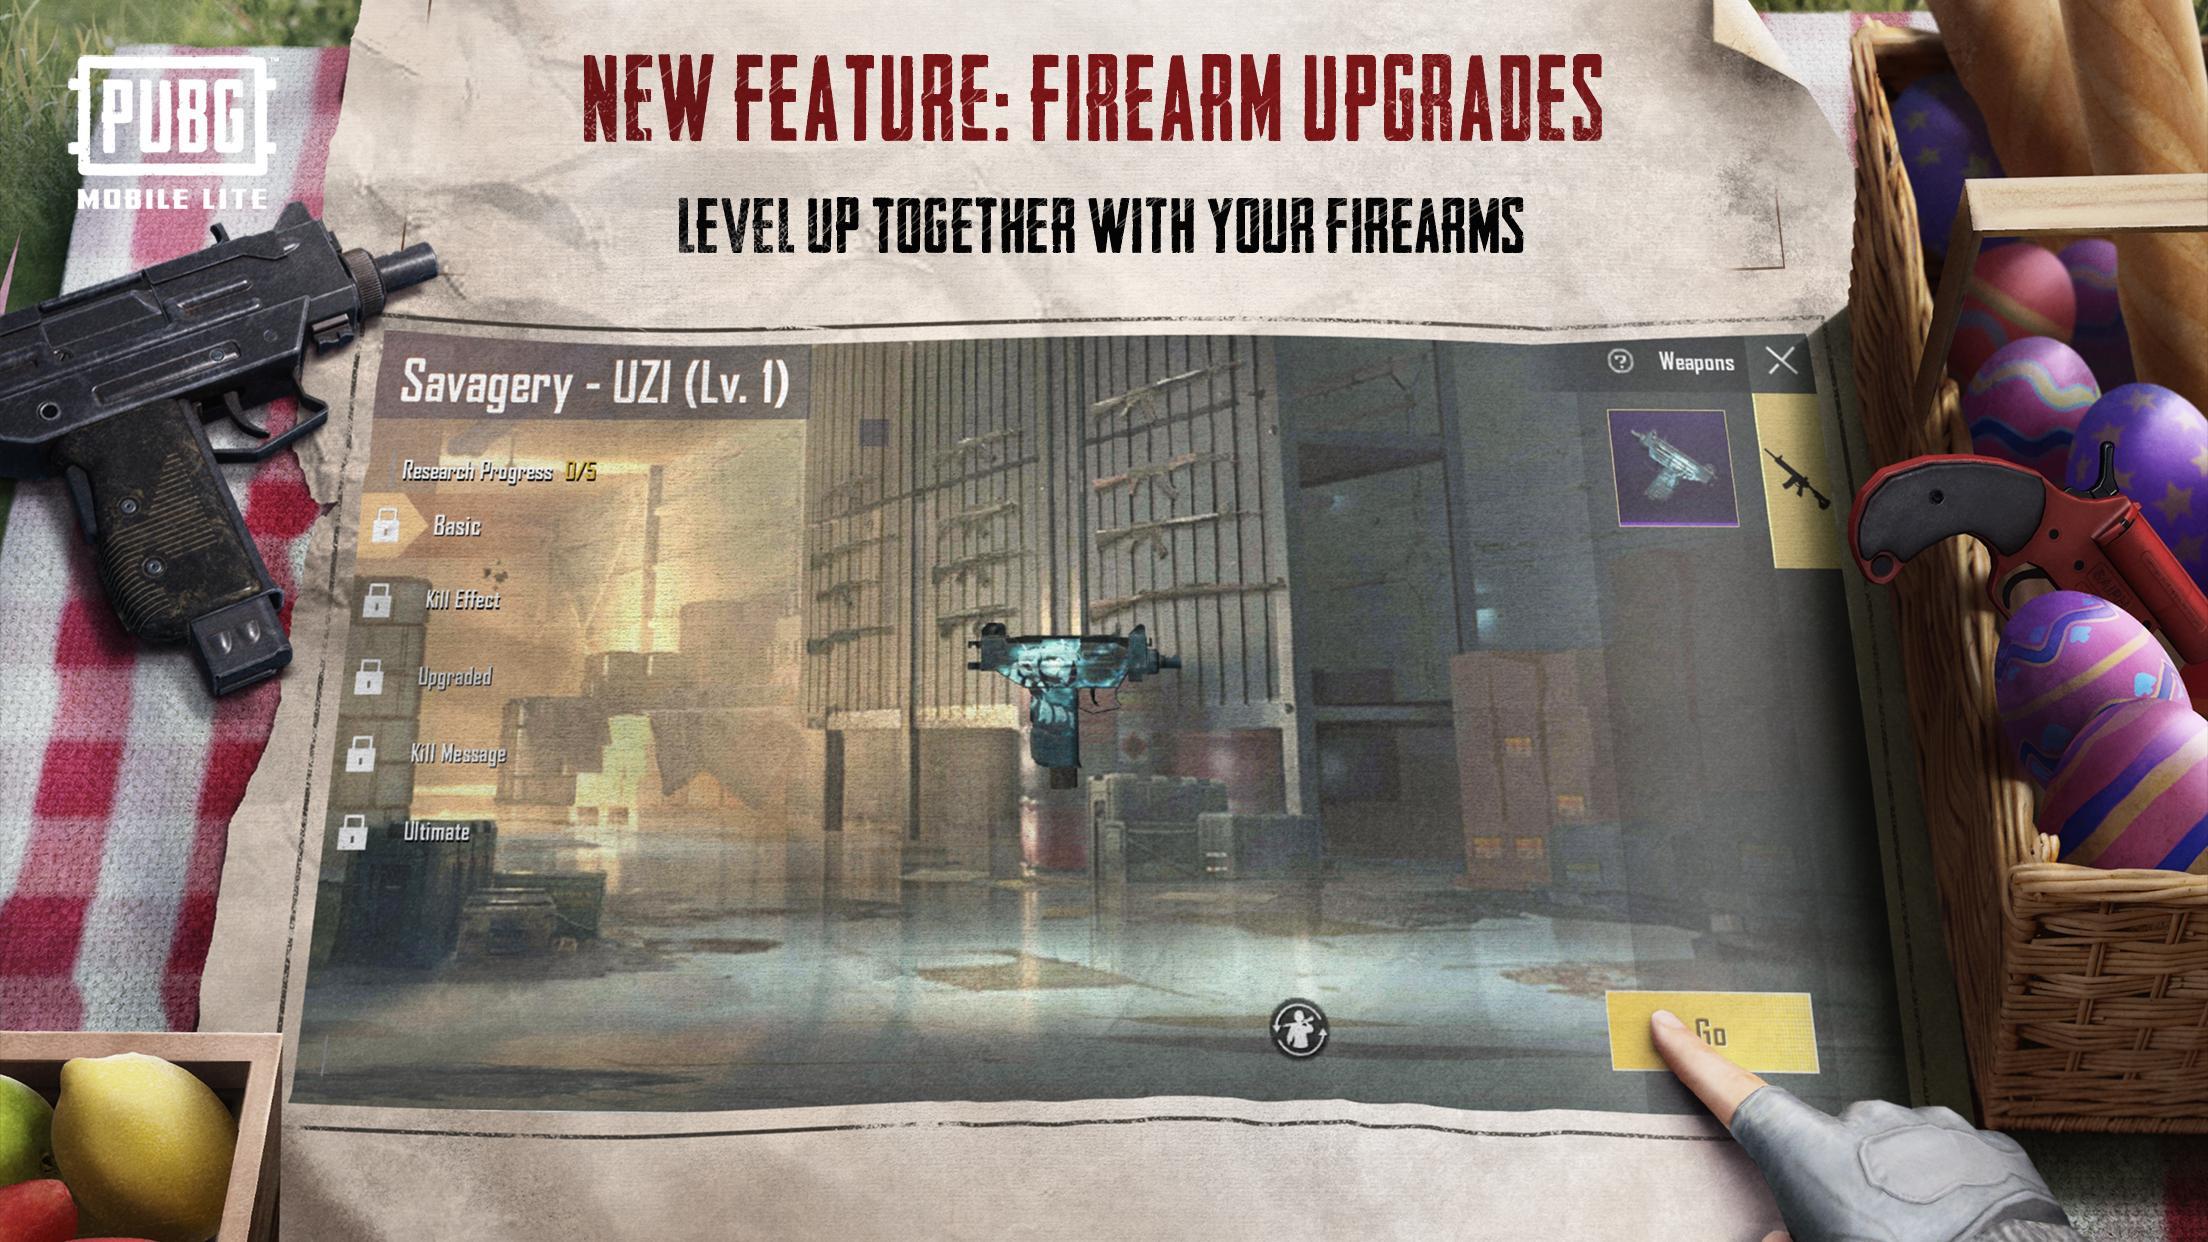 PUBG
MOBILE LITE
NEW FEATURE: FIREARM UPGRADES
LEVEL UP TOGETHER WITH YOUR FIREARMS
Savagery - UZI (Lv. 1)
? Weapons
Research Progress 0/5
Basic
Kill Effect
Upgraded
Kill Message
Ultimate
Go